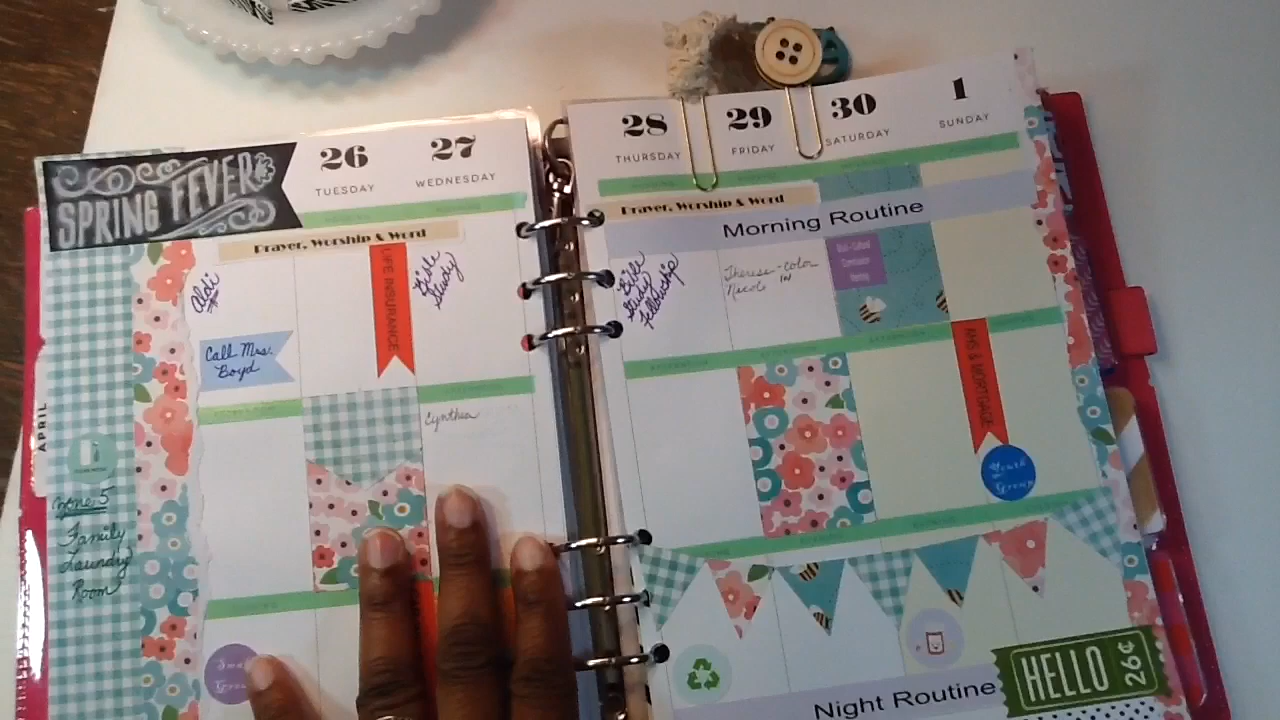 SPRING FEVER
26
TUESDAY
27
WEDNESDAY
Prayer, Worship & Word
Aldi
LIFE INSURANCE
Bible
Study
Call Mrs.
Boyd
Cynthia
APRIL
Zone 5
Family
Laundry
Room
28
THURSDAY
29
FRIDAY
30
SATURDAY
1
SUNDAY
Prayer, Worship & Word
Morning Routine
Bible
Study
Fellowship
Therese - Color
Nicole IN
AHS & MORTGAGE
Youth
Group
Night Routine
HELLO 26¢